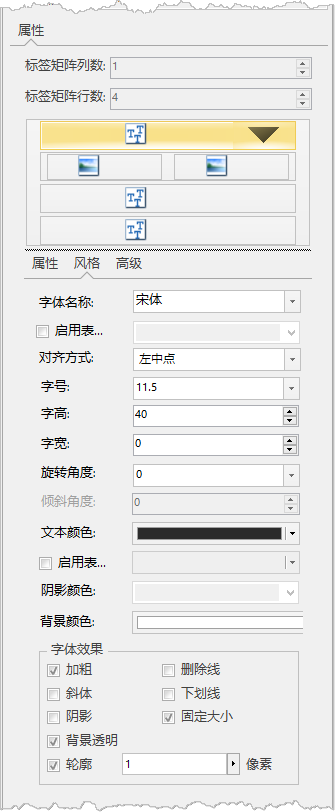 属性
标签矩阵列数: 1
标签矩阵行数: 4
属性 风格 高级
字体名称: 宋体
启用表...
对齐方式: 左中点
字号: 11.5
字高: 40
字宽: 0
旋转角度: 0
倾斜角度: 0
文本颜色:
启用表...
阴影颜色:
背景颜色:
字体效果
加粗 删除线
斜体 下划线
阴影 固定大小
背景透明
轮廓 1 像素